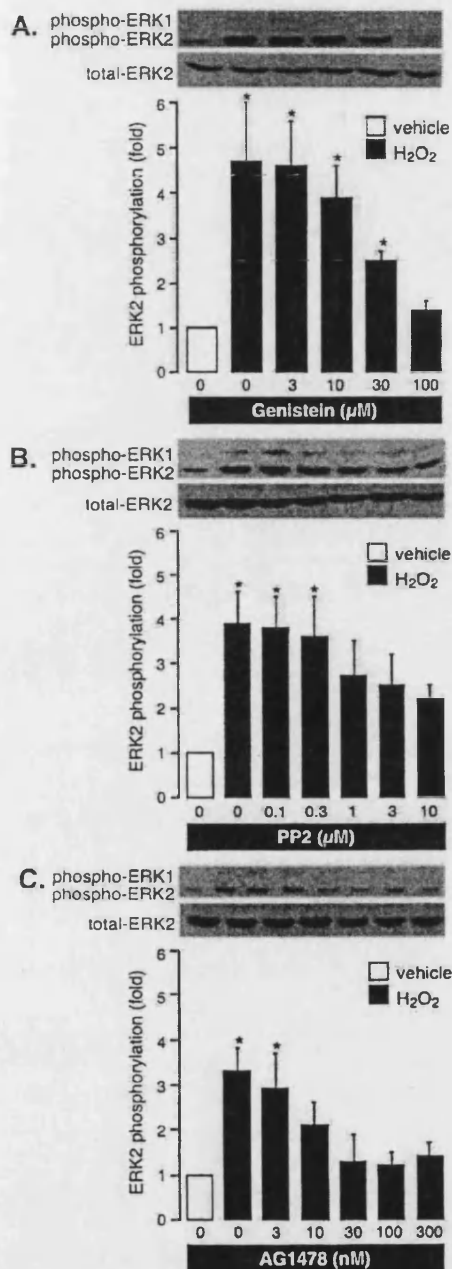 A.
phospho-ERK1
phospho-ERK2
total-ERK2
ERK2 phosphorylation (fold)
6
5
4
3
2
1
0
vehicle
H₂O₂
* * * *
0 0 3 10 30 100
Genistein (µM)
B.
phospho-ERK1
phospho-ERK2
total-ERK2
ERK2 phosphorylation (fold)
6
5
4
3
2
1
0
vehicle
H₂O₂
* * *
0 0 0.1 0.3 1 3 10
PP2 (µM)
C.
phospho-ERK1
phospho-ERK2
total-ERK2
ERK2 phosphorylation (fold)
6
5
4
3
2
1
0
vehicle
H₂O₂
* *
0 0 3 10 30 100 300
AG1478 (nM)